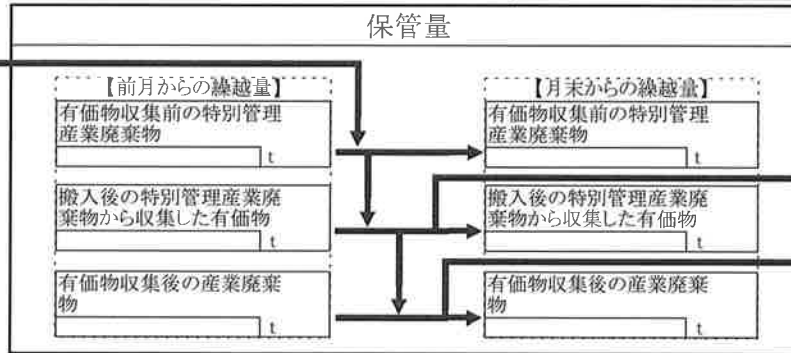 保管量
【前月からの繰越量】
有価物収集前の特別管理
産業廃棄物
t
搬入後の特別管理産業廃
棄物から収集した有価物
t
有価物収集後の産業廃棄
物
t
【月末からの繰越量】
有価物収集前の特別管理
産業廃棄物
t
搬入後の特別管理産業廃
棄物から収集した有価物
t
有価物収集後の産業廃棄
物
t